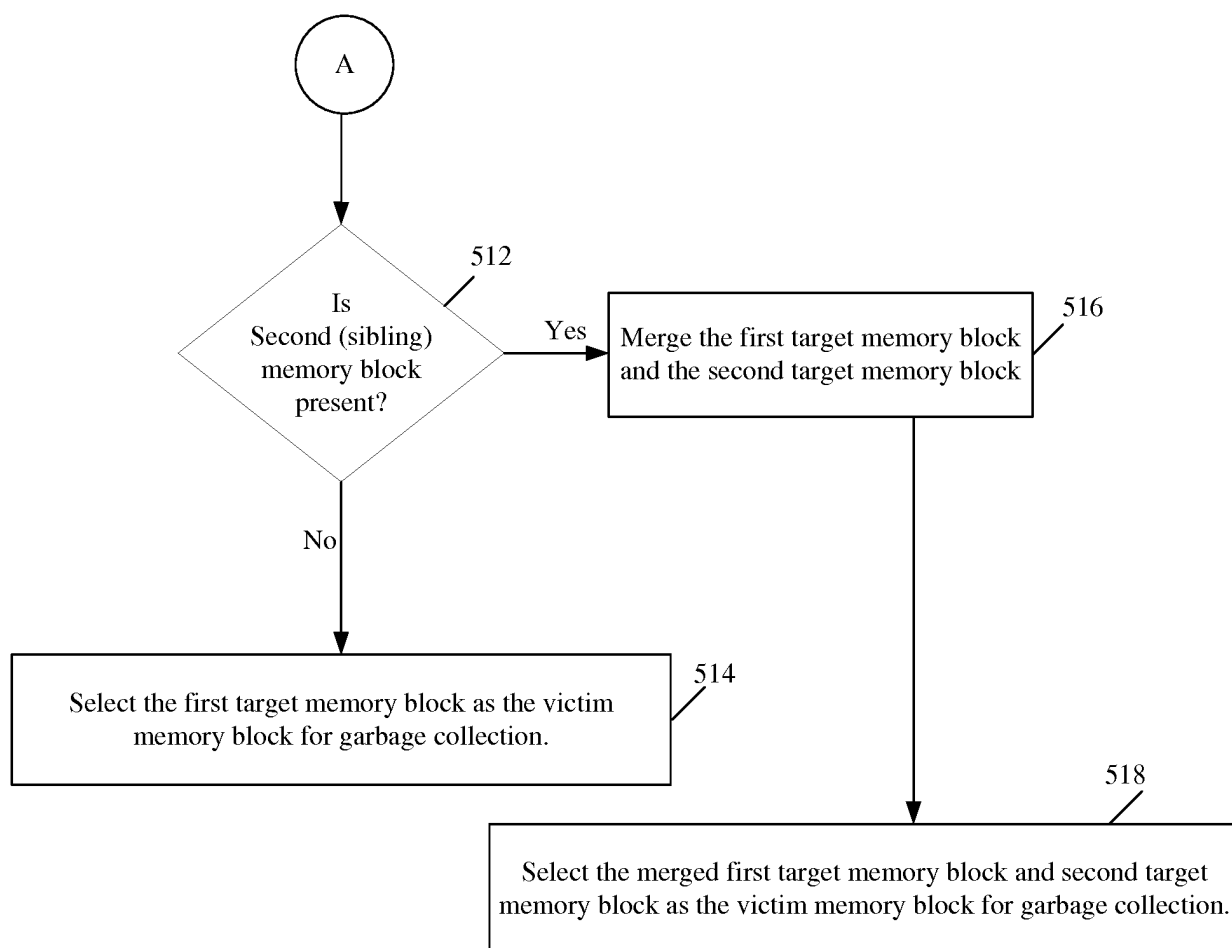 A
512
Is
Second (sibling)
memory block
present?
Yes
516
Merge the first target memory block
and the second target memory block
No
514
Select the first target memory block as the victim
memory block for garbage collection.
518
Select the merged first target memory block and second target
memory block as the victim memory block for garbage collection.